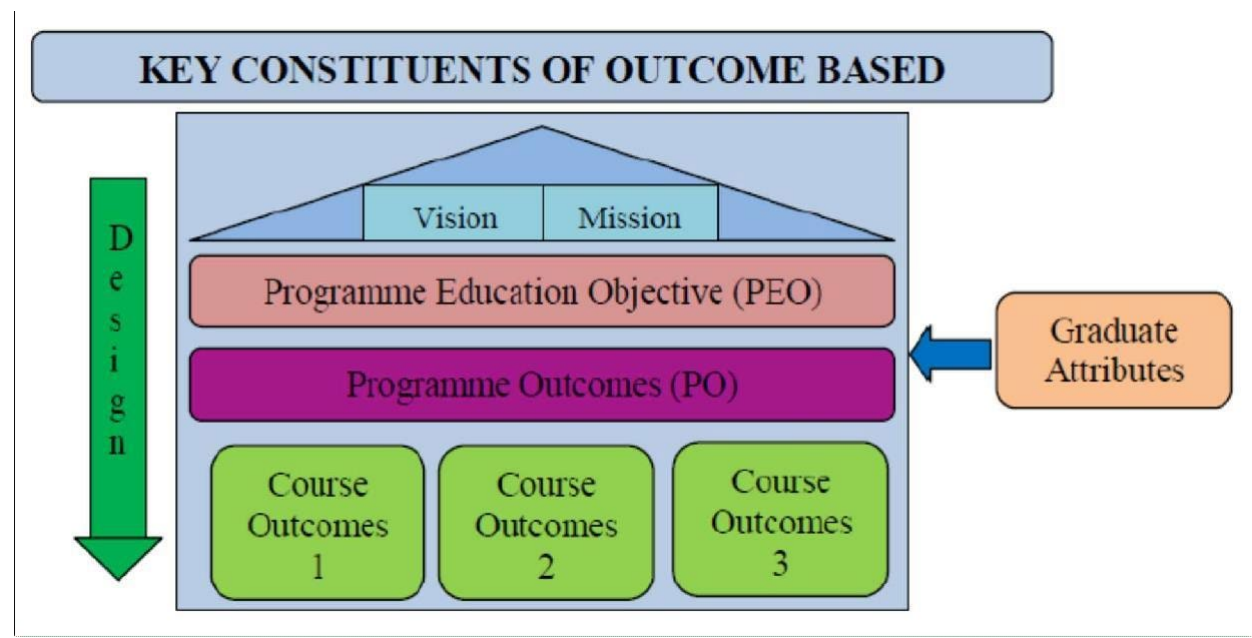 KEY CONSTITUENTS OF OUTCOME BASED
Design
Vision
Mission
Programme Education Objective (PEO)
Programme Outcomes (PO)
Graduate
Attributes
Course
Outcomes
1
Course
Outcomes
2
Course
Outcomes
3